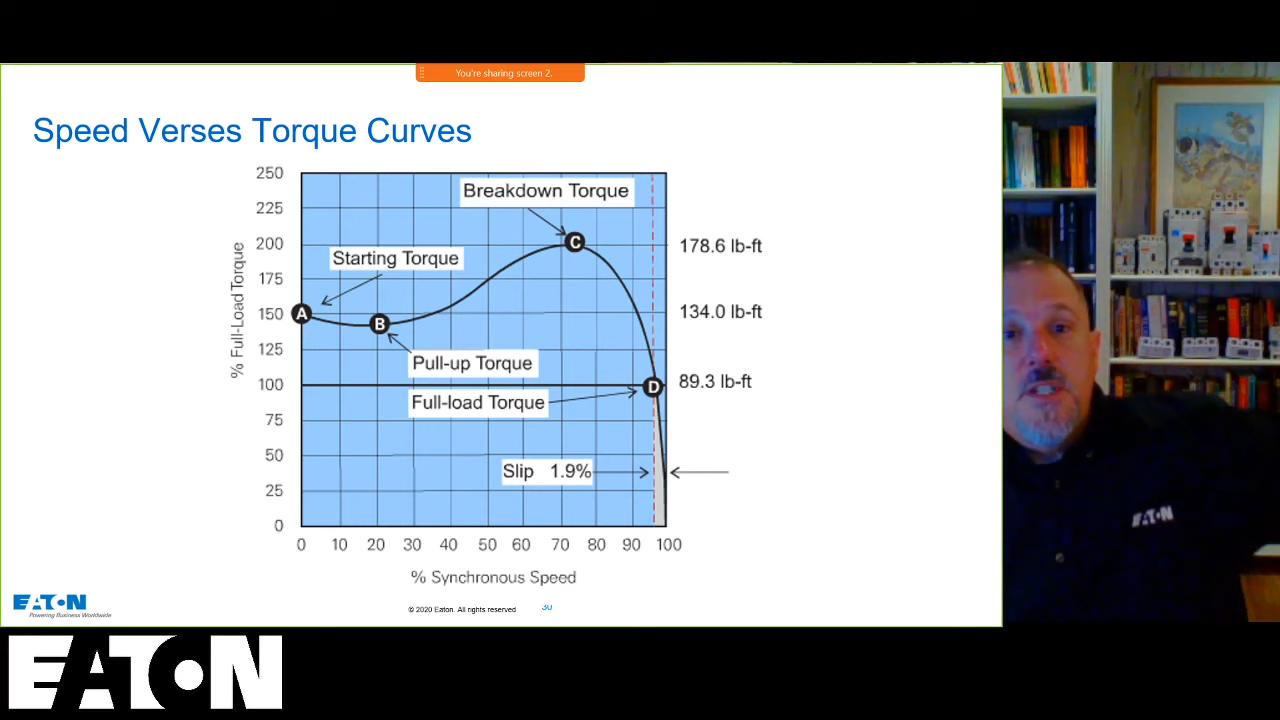 You're sharing screen 2.
Speed Verses Torque Curves
250
225
200
175
150
125
100
75
50
25
0
% Full-Load Torque
Breakdown Torque
C
178.6 lb-ft
Starting Torque
A
B
134.0 lb-ft
Pull-up Torque
D
89.3 lb-ft
Full-load Torque
Slip 1.9%
0 10 20 30 40 50 60 70 80 90 100
% Synchronous Speed
EATON
Powering Business Worldwide
© 2020 Eaton. All rights reserved
30
EATON
EATON